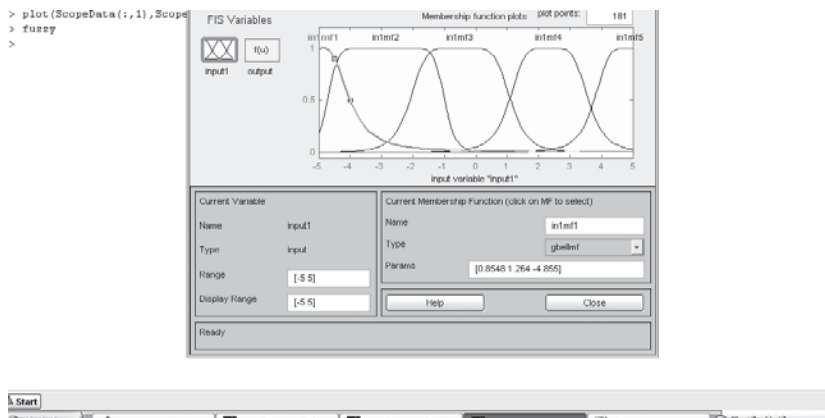 > plot(ScopeData(:,1),Scope
> fuzzy
>
FIS Variables
Membership function plots plot points: 181
f(u)
input1 output
in1mf1 in1mf2 in1mf3 in1mf4 in1mf5
1
0.5
0
-5 -4 -3 -2 -1 0 1 2 3 4 5
input variable "input1"
Current Variable
Name input1
Type input
Range [-5 5]
Display Range [-5 5]
Current Membership Function (click on MF to select)
Name in1mf1
Type gbellmf
Params [0.8548 1.264 -4.855]
Help Close
Ready
Start